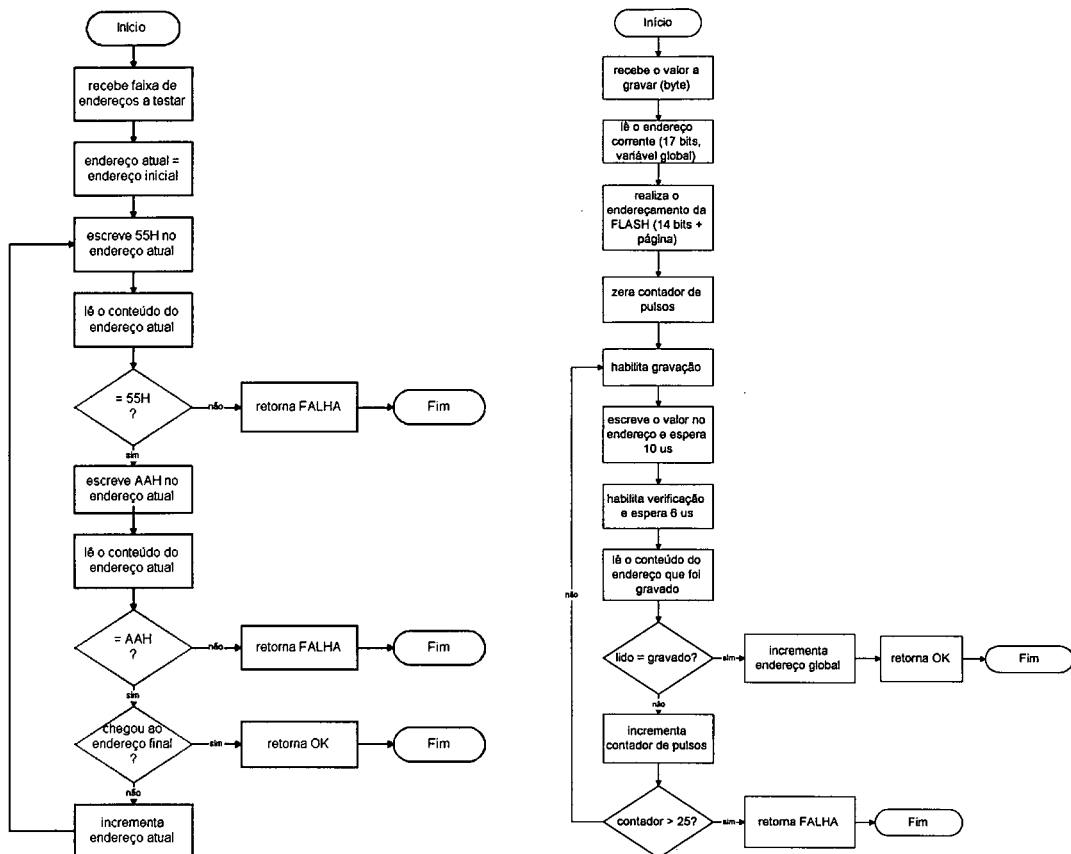 Início
recebe faixa de
endereços a testar
endereço atual =
endereço inicial
escreve 55H no
endereço atual
lê o conteúdo do
endereço atual
= 55H
?
não
retorna FALHA
Fim
sim
escreve AAH no
endereço atual
lê o conteúdo do
endereço atual
= AAH
?
não
retorna FALHA
Fim
sim
chegou ao
endereço final
?
sim
retorna OK
Fim
não
incrementa
endereço atual
Início
recebe o valor a
gravar (byte)
lê o endereço
corrente (17 bits,
variável global)
realiza o
endereçamento da
FLASH (14 bits +
página)
zera contador de
pulsos
habilita gravação
escreve o valor no
endereço e espera
10 us
habilita verificação
e espera 6 us
lê o conteúdo do
endereço que foi
gravado
lido = gravado?
sim
incrementa
endereço global
retorna OK
Fim
não
incrementa
contador de pulsos
contador > 25?
sim
retorna FALHA
Fim
não